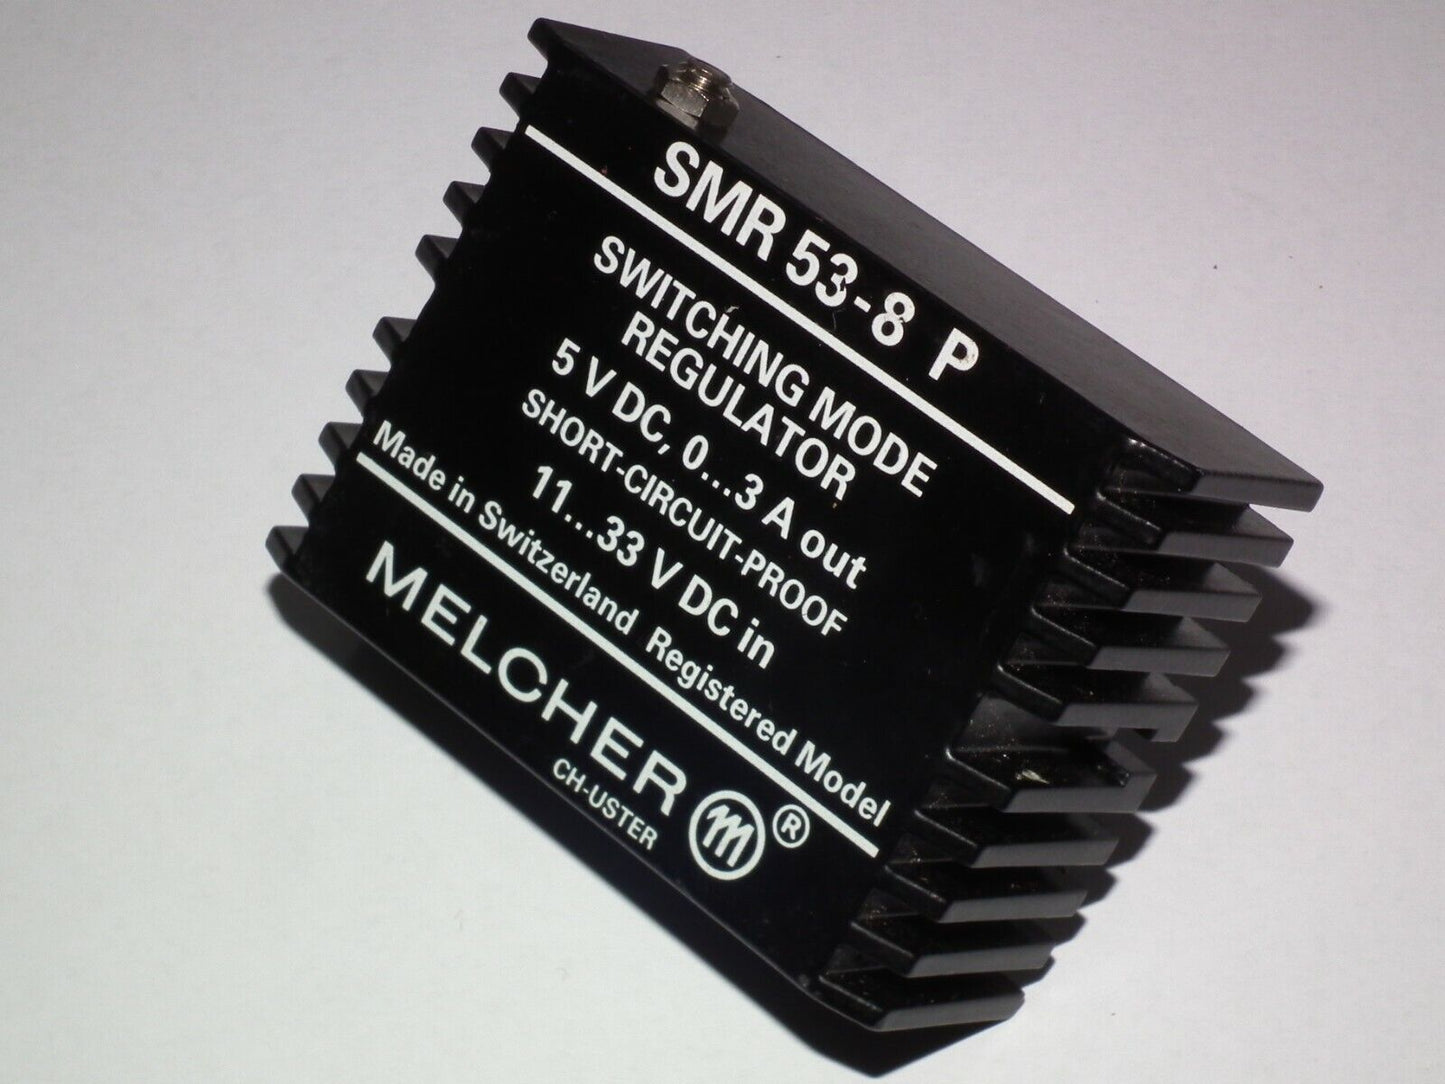 SMR 53-8 P
SWITCHING MODE
REGULATOR
5 V DC, 0...3 A out
SHORT-CIRCUIT-PROOF
11...33 V DC in
Made in Switzerland Registered Model
MELCHER m ®
CH-USTER